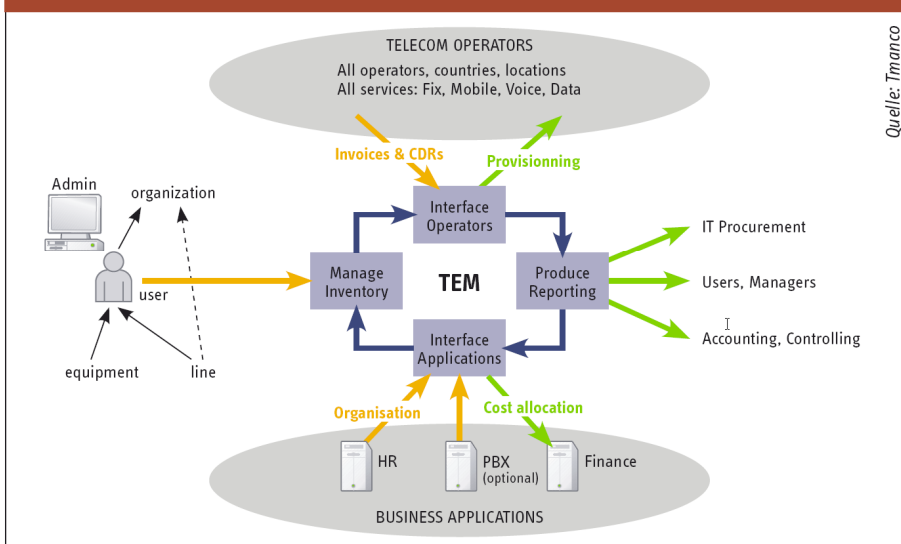 TELECOM OPERATORS
All operators, countries, locations
All services: Fix, Mobile, Voice, Data
Quelle: Tmanco
Invoices & CDRs
Provisionning
Admin
organization
user
equipment
line
Interface
Operators
Manage
Inventory
TEM
Produce
Reporting
Interface
Applications
IT Procurement
Users, Managers
Accounting, Controlling
Organisation
Cost allocation
HR
PBX
(optional)
Finance
BUSINESS APPLICATIONS